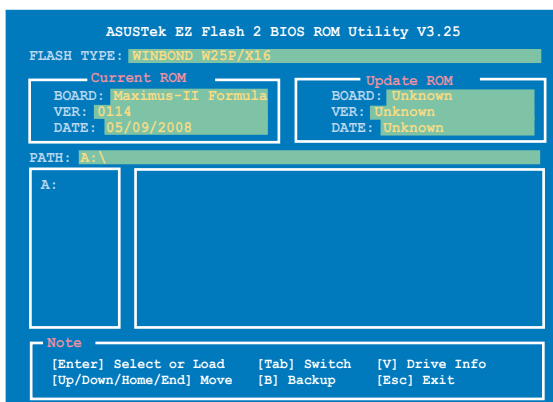 ASUSTek EZ Flash 2 BIOS ROM Utility V3.25
FLASH TYPE: WINBOND W25P/X16
Current ROM
BOARD: Maximus-II Formula
VER: 0114
DATE: 05/09/2008
Update ROM
BOARD: Unknown
VER: Unknown
DATE: Unknown
PATH: A:\
A:
Note
[Enter] Select or Load [Tab] Switch [V] Drive Info
[Up/Down/Home/End] Move [B] Backup [Esc] Exit